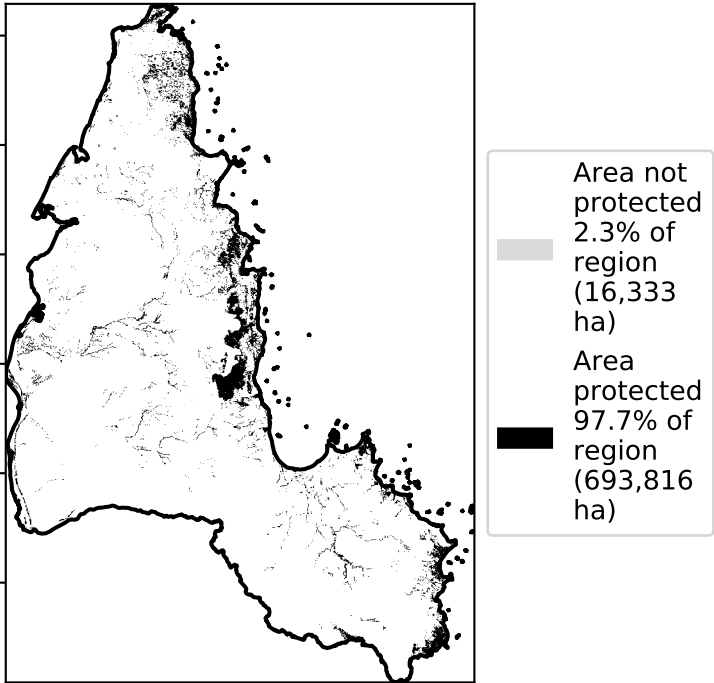 Area not
protected
2.3% of
region
(16,333
ha)
Area
protected
97.7% of
region
(693,816
ha)